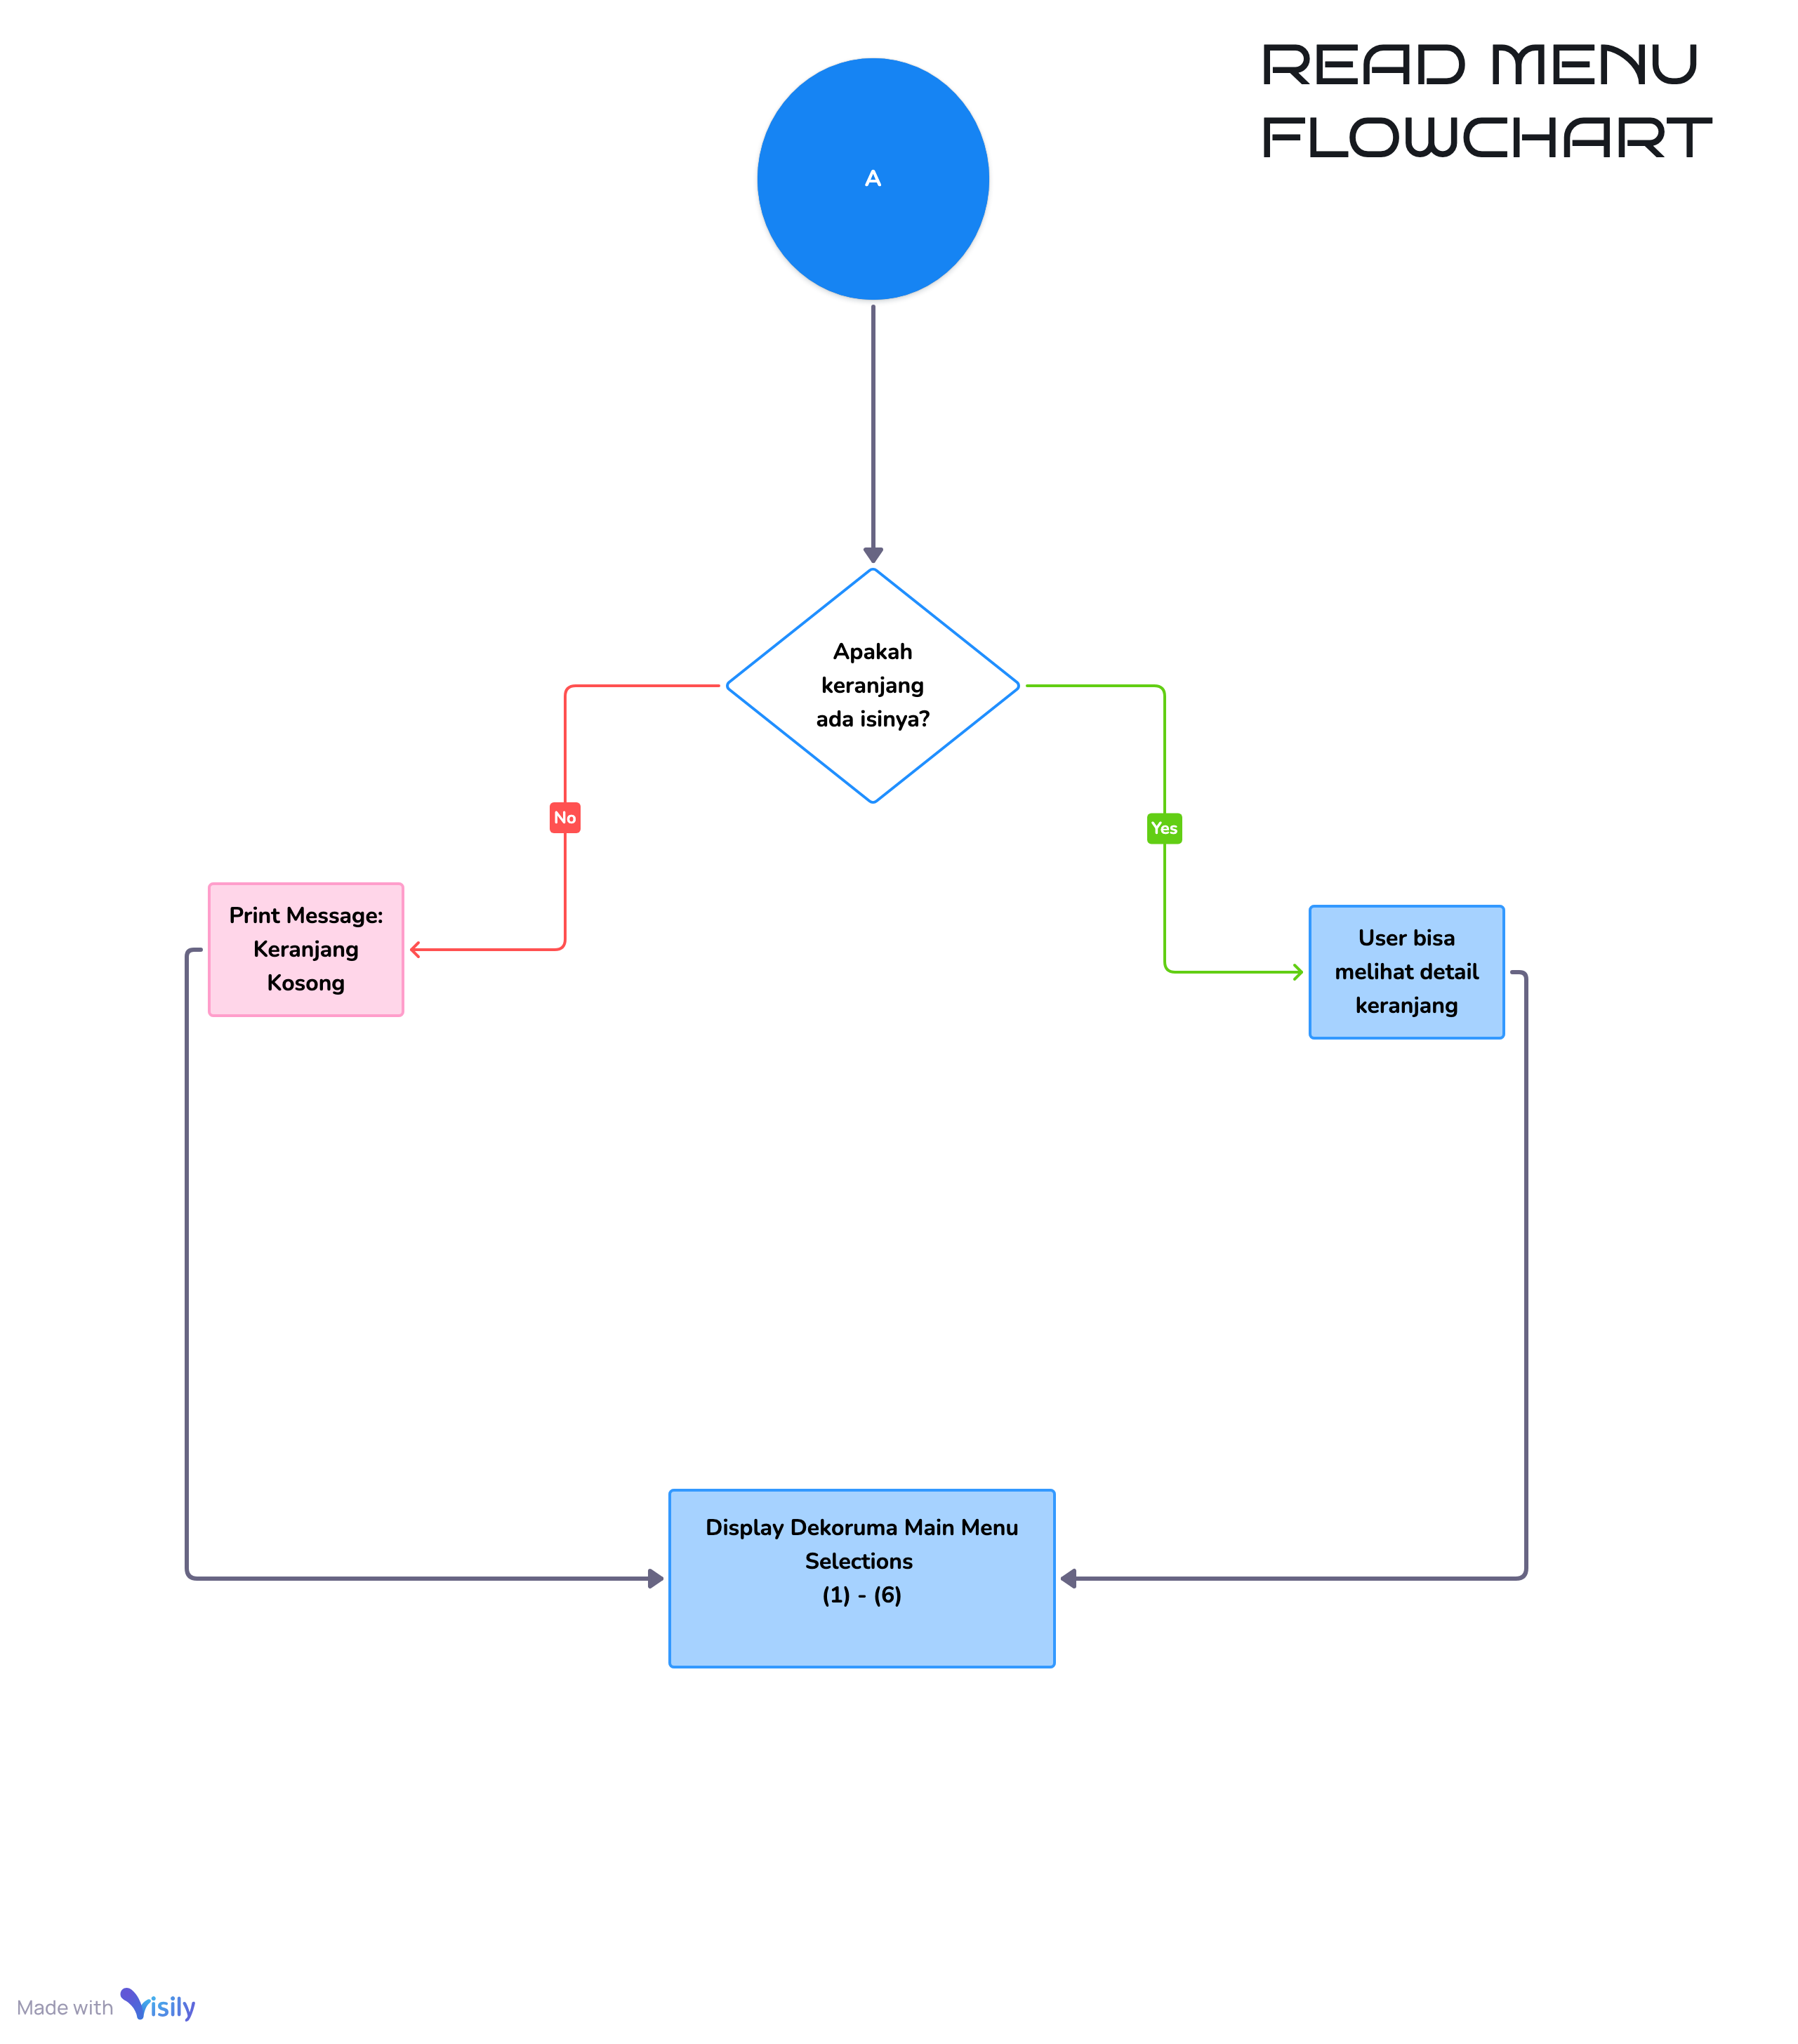 READ MENU
FLOWCHART
A
Apakah
keranjang
ada isinya?
No
Yes
Print Message:
Keranjang
Kosong
User bisa
melihat detail
keranjang
Display Dekoruma Main Menu
Selections
(1) - (6)
Made with Visily